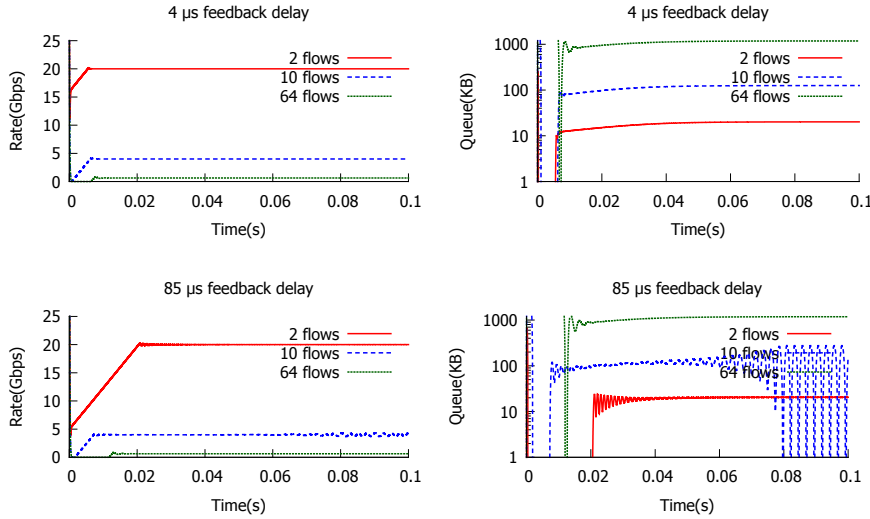 4 µs feedback delay
Rate(Gbps)
25
20
15
10
5
0
2 flows
10 flows
64 flows
0 0.02 0.04 0.06 0.08 0.1
Time(s)
4 µs feedback delay
Queue(KB)
1000
100
10
1
2 flows
10 flows
64 flows
0 0.02 0.04 0.06 0.08 0.1
Time(s)
85 µs feedback delay
Rate(Gbps)
25
20
15
10
5
0
2 flows
10 flows
64 flows
0 0.02 0.04 0.06 0.08 0.1
Time(s)
85 µs feedback delay
Queue(KB)
1000
100
10
1
2 flows
10 flows
64 flows
0 0.02 0.04 0.06 0.08 0.1
Time(s)